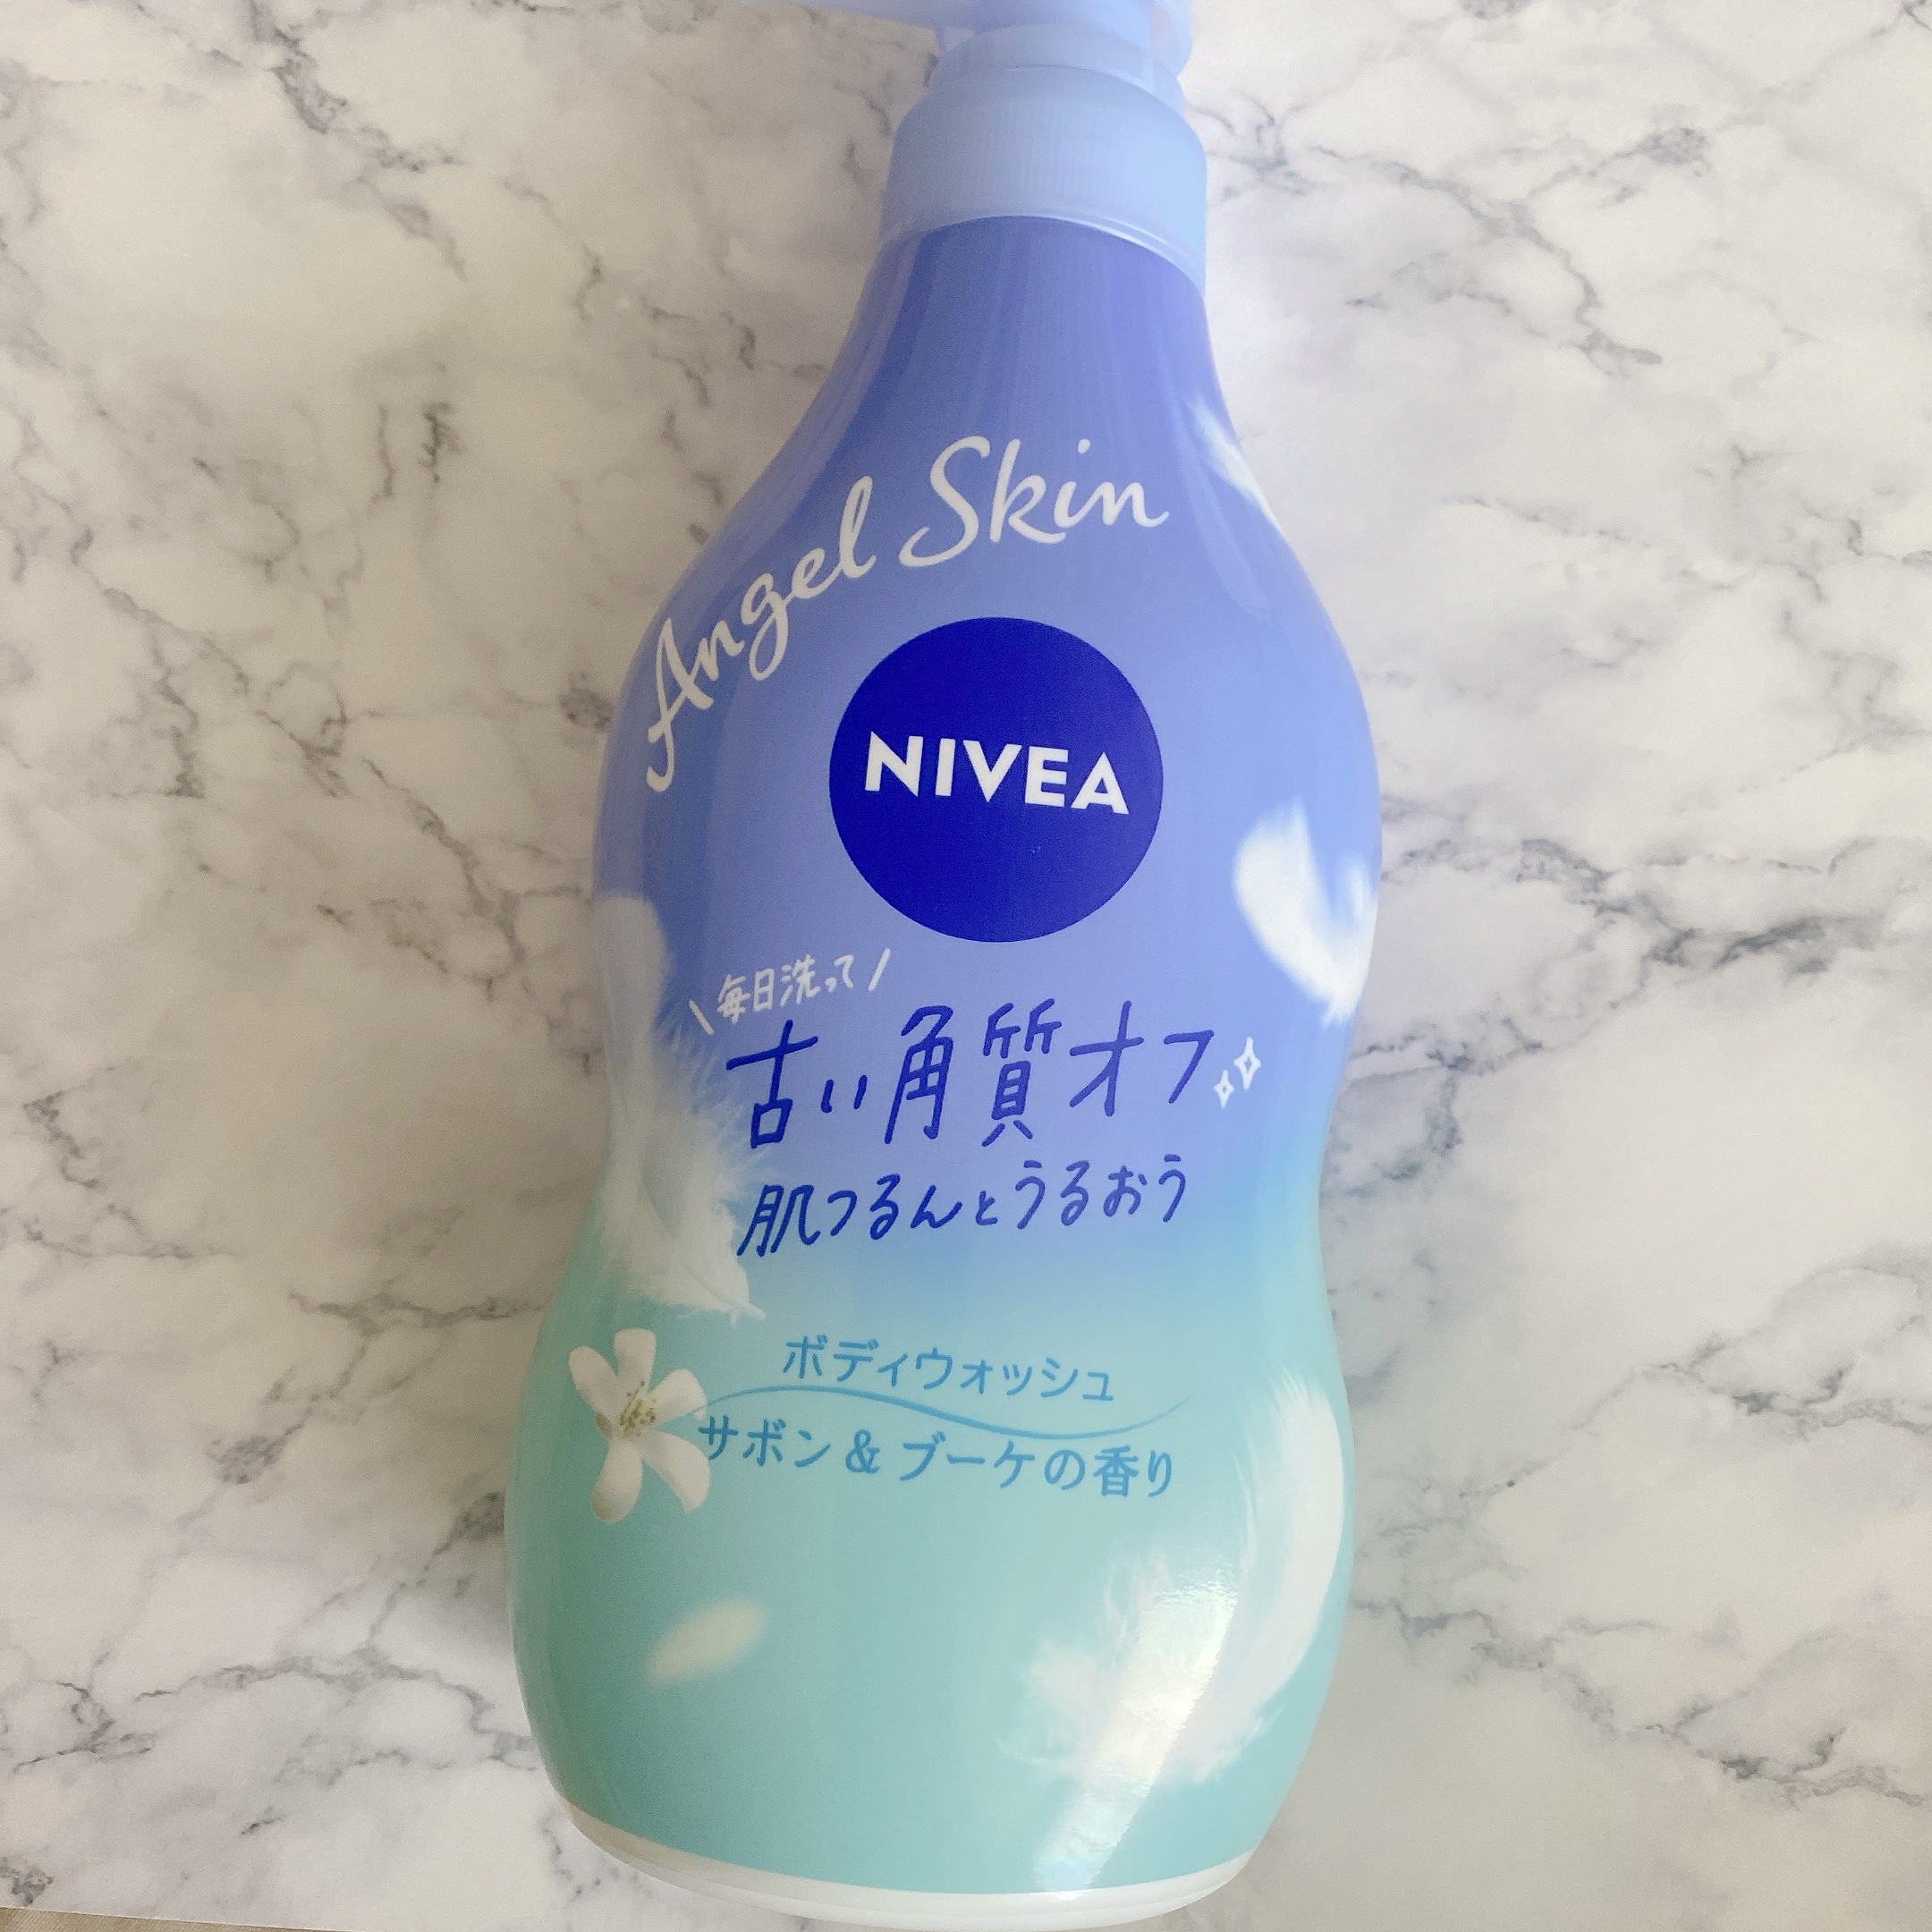 Angel Skin
NIVEA
\毎日洗って/
古い角質オフ
肌つるんとうるおう
ボディウォッシュ
サボン & ブーケの香り